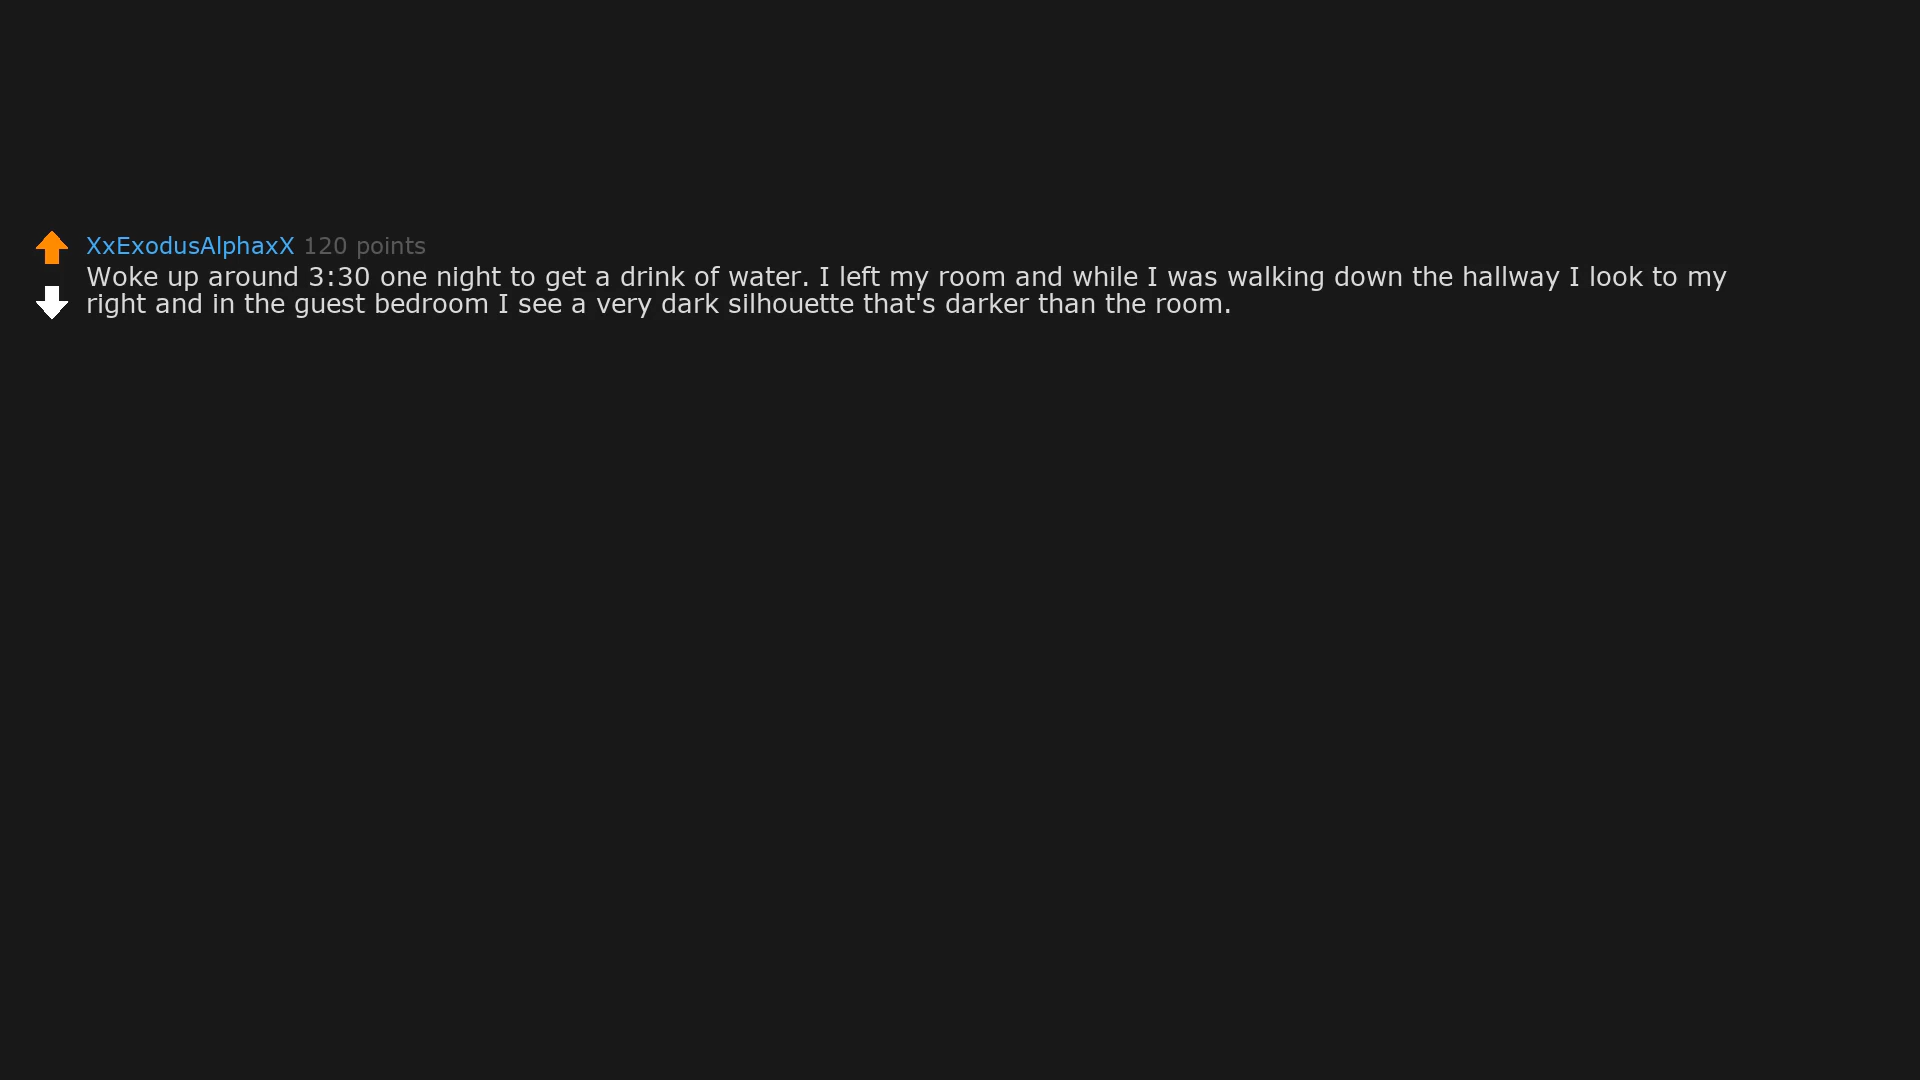 XxExodusAlphaxX 120 points
Woke up around 3:30 one night to get a drink of water. I left my room and while I was walking down the hallway I look to my
right and in the guest bedroom I see a very dark silhouette that's darker than the room.